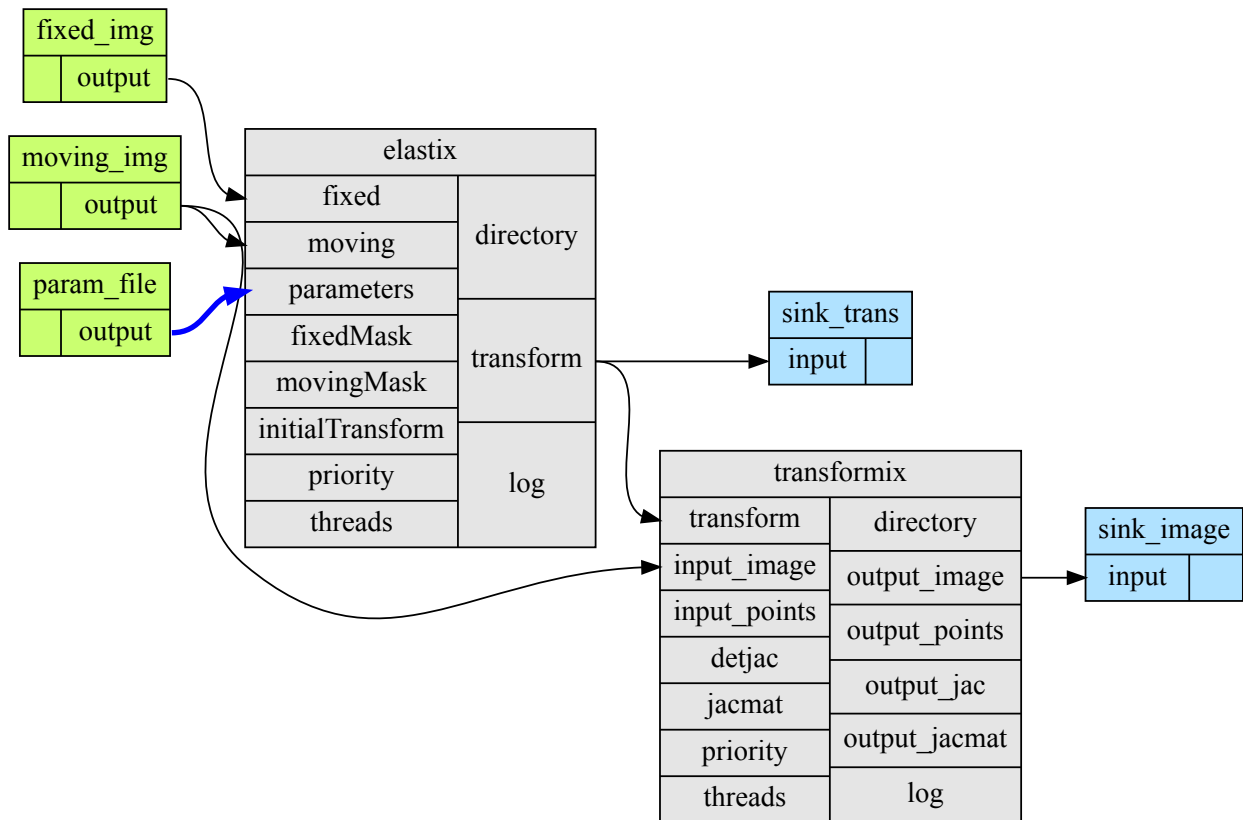 fixed_img
output
moving_img
output
param_file
output
elastix
fixed
moving
parameters
fixedMask
movingMask
initialTransform
priority
threads
directory
transform
log
sink_trans
input
transformix
transform
input_image
input_points
detjac
jacmat
priority
threads
directory
output_image
output_points
output_jac
output_jacmat
log
sink_image
input